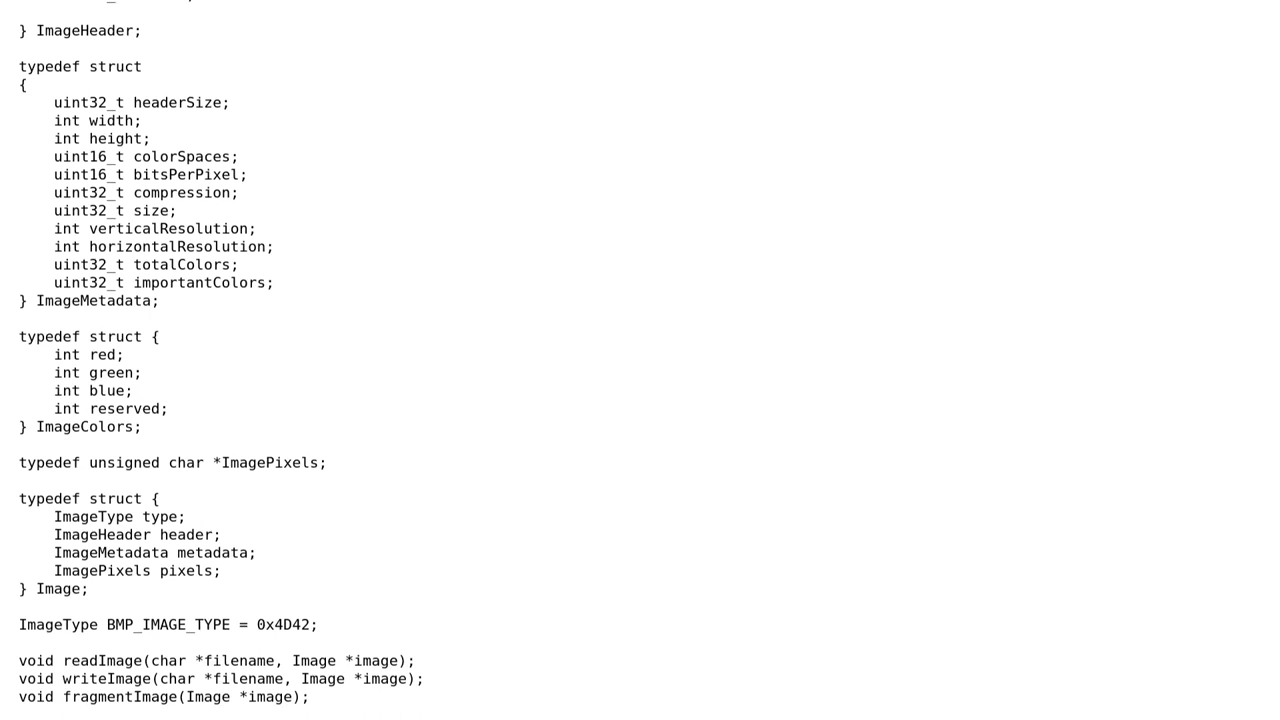 } ImageHeader;
typedef struct
{
    uint32_t headerSize;
    int width;
    int height;
    uint16_t colorSpaces;
    uint16_t bitsPerPixel;
    uint32_t compression;
    uint32_t size;
    int verticalResolution;
    int horizontalResolution;
    uint32_t totalColors;
    uint32_t importantColors;
} ImageMetadata;
typedef struct {
    int red;
    int green;
    int blue;
    int reserved;
} ImageColors;
typedef unsigned char *ImagePixels;
typedef struct {
    ImageType type;
    ImageHeader header;
    ImageMetadata metadata;
    ImagePixels pixels;
} Image;
ImageType BMP_IMAGE_TYPE = 0x4D42;
void readImage(char *filename, Image *image);
void writeImage(char *filename, Image *image);
void fragmentImage(Image *image);